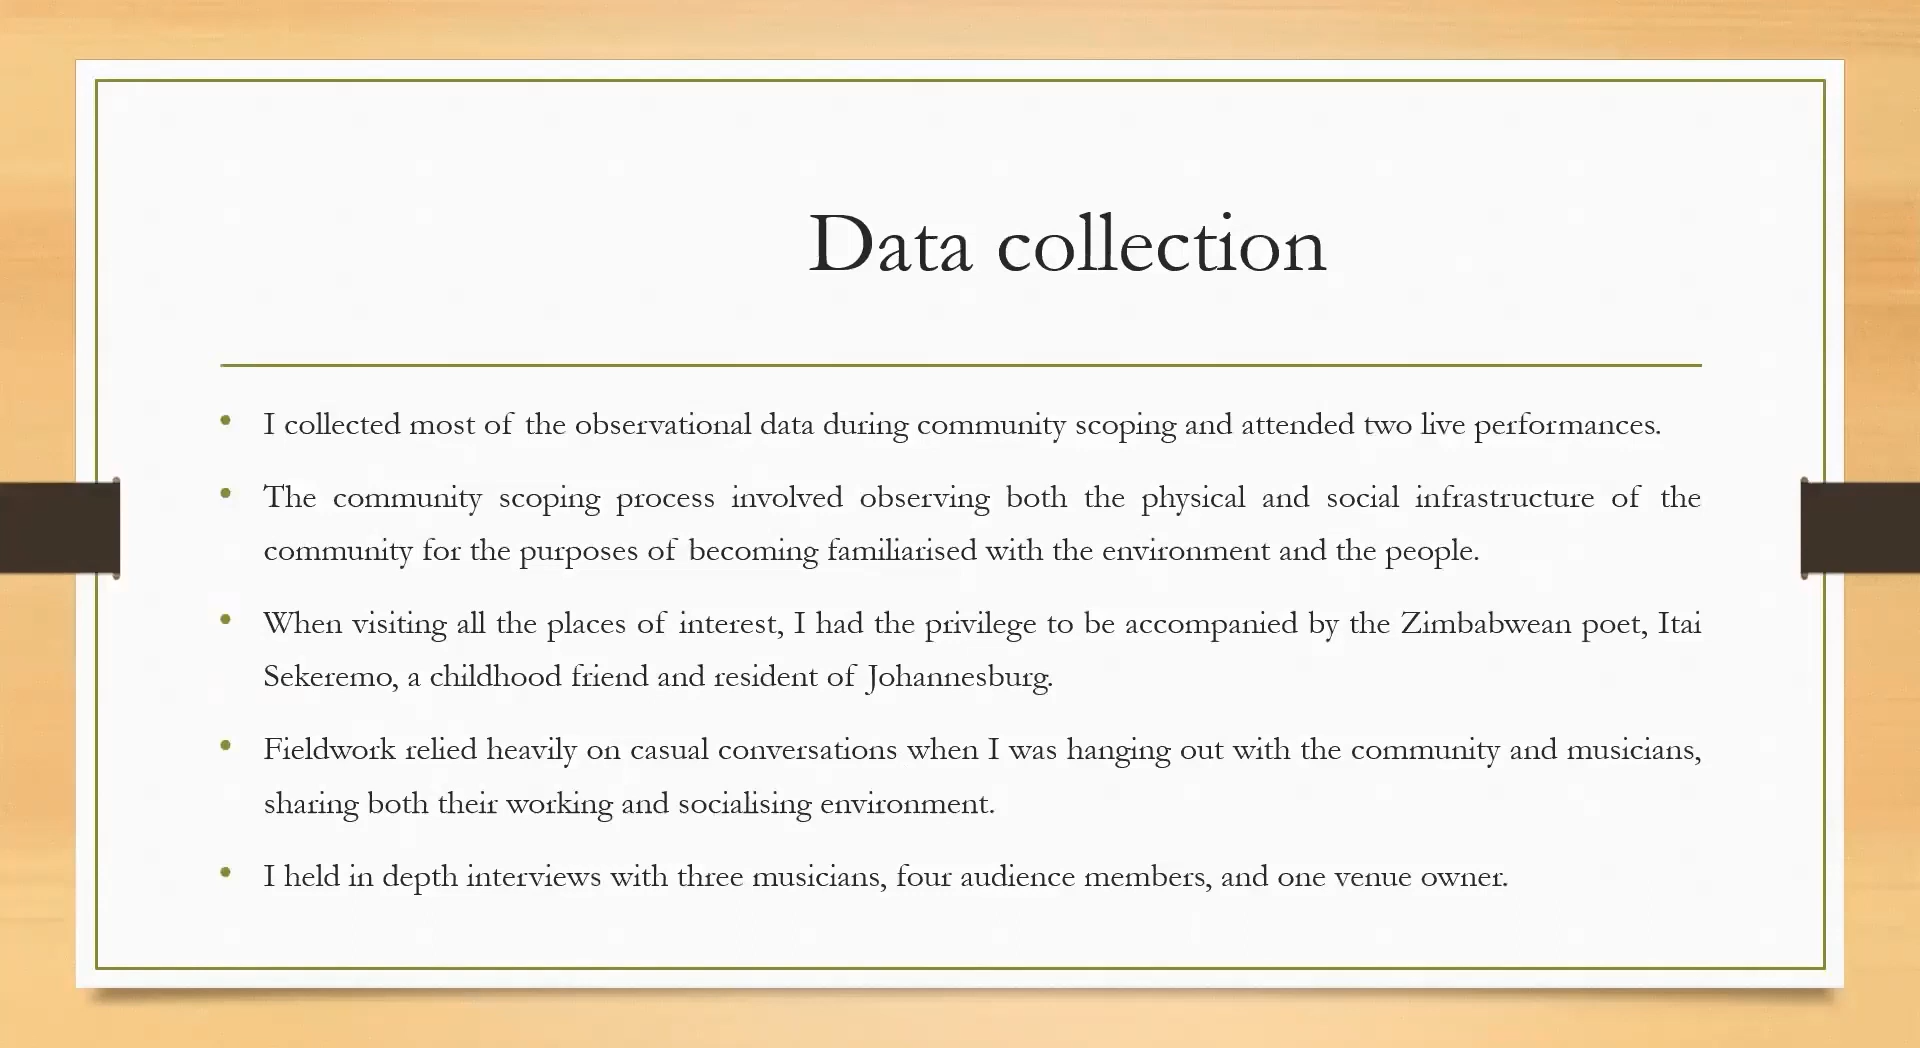 Data collection
• I collected most of the observational data during community scoping and attended two live performances.
• The community scoping process involved observing both the physical and social infrastructure of the
community for the purposes of becoming familiarised with the environment and the people.
• When visiting all the places of interest, I had the privilege to be accompanied by the Zimbabwean poet, Itai
Sekeremo, a childhood friend and resident of Johannesburg.
• Fieldwork relied heavily on casual conversations when I was hanging out with the community and musicians,
sharing both their working and socialising environment.
• I held in depth interviews with three musicians, four audience members, and one venue owner.